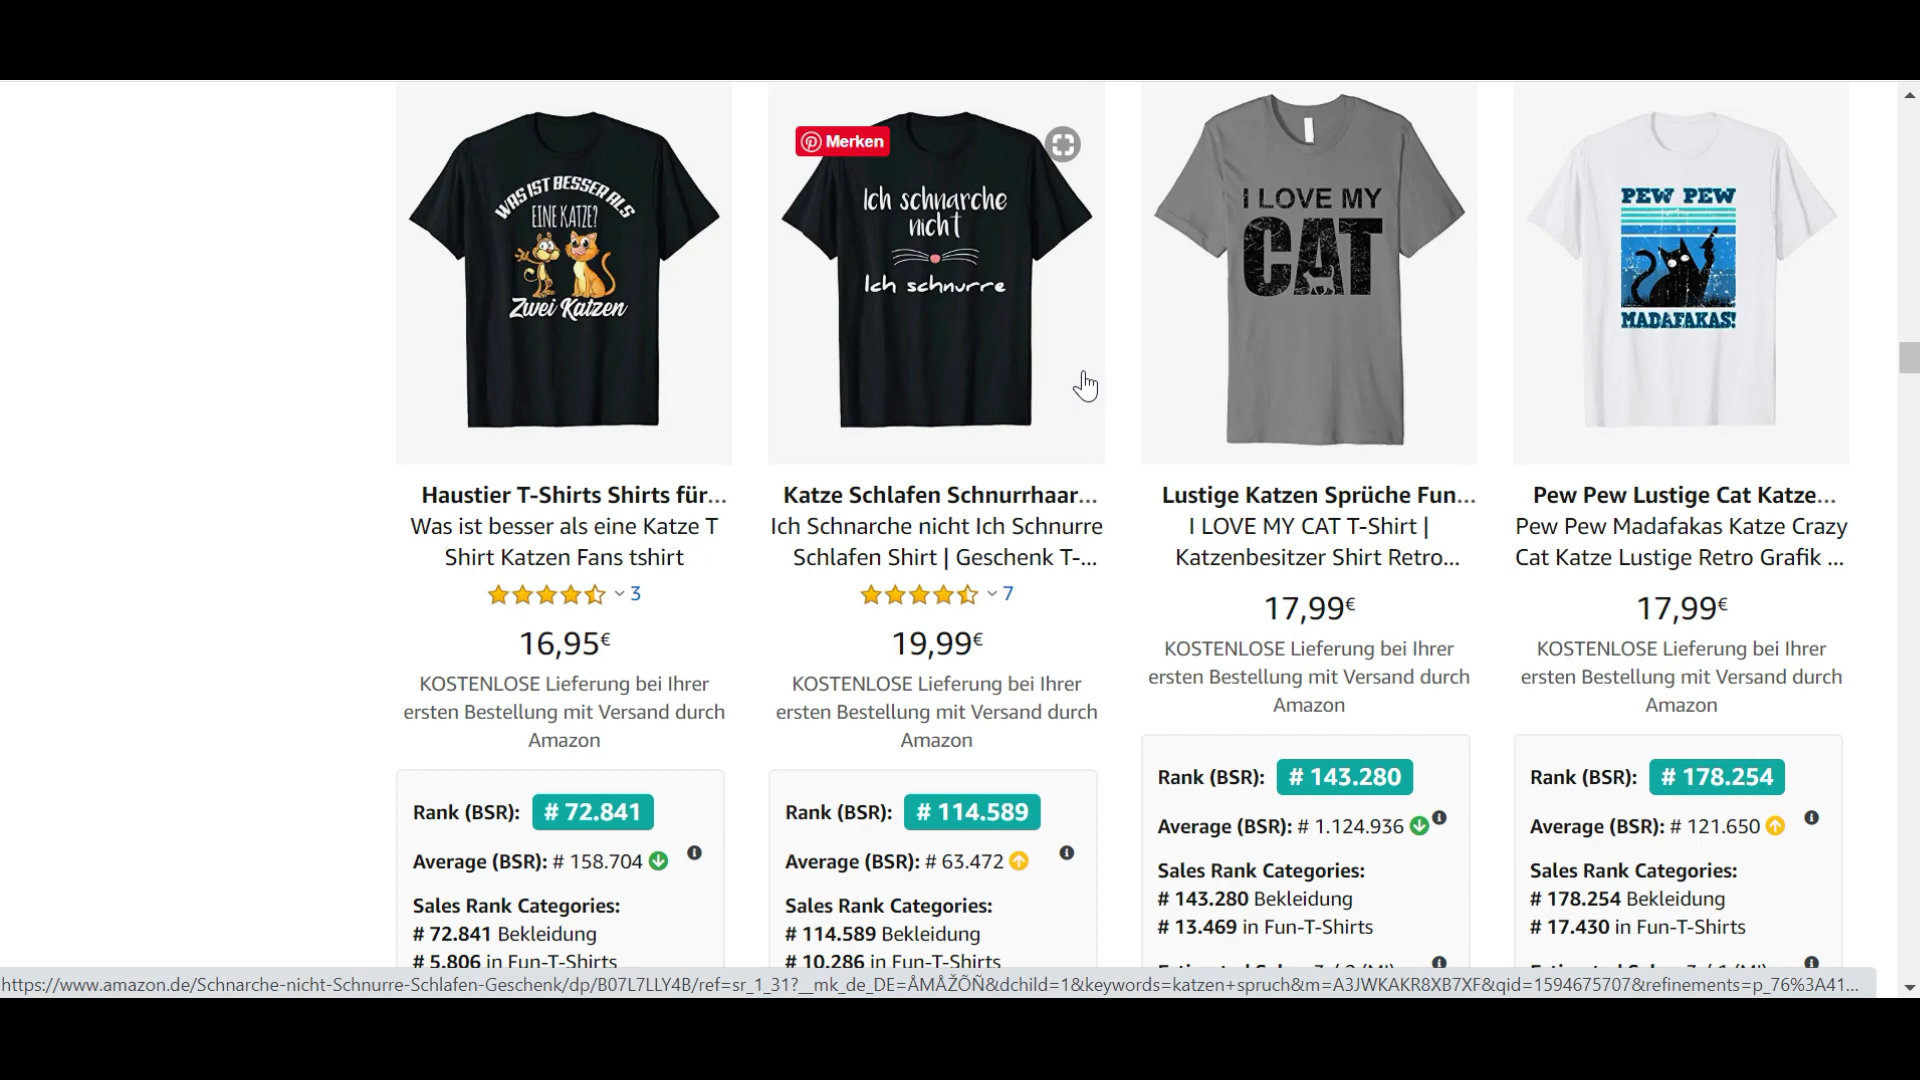 WAS IST BESSER ALS
EINE KATZE?
Zwei Katzen
Merken
Ich schnarche
nicht
Ich schnurre
I LOVE MY
CAT
PEW PEW
MADAFAKAS!
Haustier T-Shirts Shirts für...
Was ist besser als eine Katze T
Shirt Katzen Fans tshirt
3
16,95€
KOSTENLOSE Lieferung bei Ihrer
ersten Bestellung mit Versand durch
Amazon
Rank (BSR): # 72.841
Average (BSR): # 158.704
Sales Rank Categories:
# 72.841 Bekleidung
# 5.806 in Fun-T-Shirts
Katze Schlafen Schnurrhaar...
Ich Schnarche nicht Ich Schnurre
Schlafen Shirt | Geschenk T-...
7
19,99€
KOSTENLOSE Lieferung bei Ihrer
ersten Bestellung mit Versand durch
Amazon
Rank (BSR): # 114.589
Average (BSR): # 63.472
Sales Rank Categories:
# 114.589 Bekleidung
# 10.286 in Fun-T-Shirts
Lustige Katzen Sprüche Fun...
I LOVE MY CAT T-Shirt |
Katzenbesitzer Shirt Retro...
17,99€
KOSTENLOSE Lieferung bei Ihrer
ersten Bestellung mit Versand durch
Amazon
Rank (BSR): # 143.280
Average (BSR): # 1.124.936
Sales Rank Categories:
# 143.280 Bekleidung
# 13.469 in Fun-T-Shirts
Pew Pew Lustige Cat Katze...
Pew Pew Madafakas Katze Crazy
Cat Katze Lustige Retro Grafik ...
17,99€
KOSTENLOSE Lieferung bei Ihrer
ersten Bestellung mit Versand durch
Amazon
Rank (BSR): # 178.254
Average (BSR): # 121.650
Sales Rank Categories:
# 178.254 Bekleidung
# 17.430 in Fun-T-Shirts
https://www.amazon.de/Schnarche-nicht-Schnurre-Schlafen-Geschenk/dp/B07L7LLY4B/ref=sr_1_31?__mk_de_DE=ÅMÅŽÕÑ&dchild=1&keywords=katzen+spruch&m=A3JWKAKR8XB7XF&qid=1594675707&refinements=p_76%3A41...